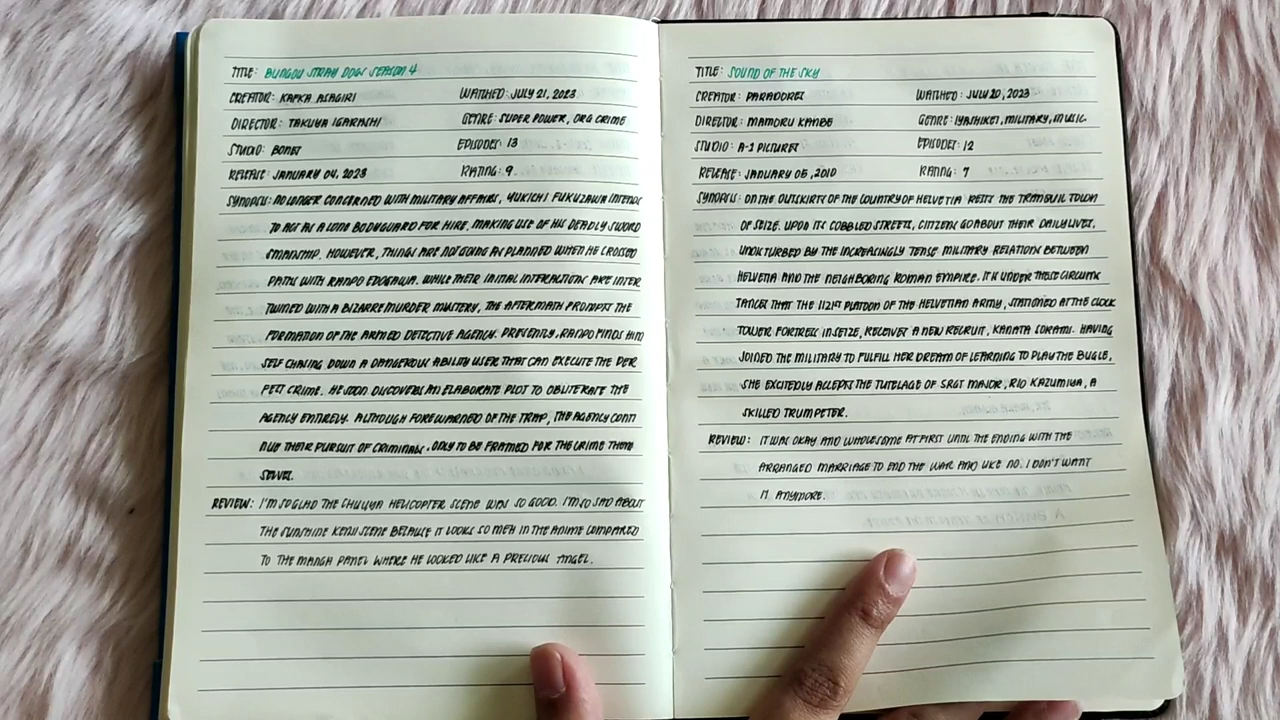 TITLE: BUNGOU STRAY DOGS SEASON 4
CREATOR: KAFKA ASAGIRI WATCHED: JULY 21, 2023
DIRECTOR: TAKUYA IGARASHI GENRE: SUPER POWER, ORG CRIME
STUDIO: BONES EPISODES: 13
RELEASE: JANUARY 04, 2023 RATING: 9
SYNOPSIS: NO LONGER CONCERNED WITH MILITARY AFFAIRS, YUKICHI FUKUZAWA INTENDS
TO ACT AS A LONE BODYGUARD FOR HIRE, MAKING USE OF HIS DEADLY SWORD
SMANSHIP. HOWEVER, THINGS ARE NOT GOING AS PLANNED WHEN HE CROSSED
PATHS WITH RANPO EDOGAWA. WHILE THEIR INITIAL INTERACTIONS ARE INTER
TWINED WITH A BIZARRE MURDER MYSTERY, THE AFTERMATH PROMPTS THE
FORMATION OF THE ARMED DETECTIVE AGENCY. PRESENTLY, RANPO FINDS HIM
SELF CHASING DOWN A DANGEROUS ABILITY USER THAT CAN EXECUTE THE PER
FECT CRIME. HE SOON DISCOVERS AN ELABORATE PLOT TO OBLITERATE THE
AGENCY ENTIRELY. ALTHOUGH FOREWARNED OF THE TRAP, THE AGENCY CONTI
NUE THEIR PURSUIT OF CRIMINALS. ONLY TO BE FRAMED FOR THE CRIME THEM
SELVES.
REVIEW: I'M SO GLAD THE CHUUYA HELICOPTER SCENE WAS SO GOOD. I'M SO SAD ABOUT
THE SUNSHINE KENJI SCENE BECAUSE IT LOOKS SO MEH IN THE ANIME COMPARED
TO THE MANGA PANEL WHERE HE LOOKED LIKE A PRECIOUS ANGEL.
TITLE: SOUND OF THE SKY
CREATOR: PARADORES WATCHED: JULY 20, 2023
DIRECTOR: MAMORU KANBE GENRE: IYASHIKEI, MILITARY, MUSIC
STUDIO: A-1 PICTURES EPISODES: 12
RELEASE: JANUARY 05, 2010 RATING: 7
SYNOPSIS: ON THE OUTSKIRTS OF THE COUNTRY OF HELVETIA RESTS THE TRANQUIL TOWN
OF SEIZE. UPON ITS COBBLED STREETS, CITIZENS GO ABOUT THEIR DAILY LIVES,
UNDISTURBED BY THE INCREASINGLY TENSE MILITARY RELATIONS BETWEEN
HELVETIA AND THE NEIGHBORING ROMAN EMPIRE. IT IS UNDER THESE CIRCUMS
TANCES THAT THE 1121ST PLATOON OF THE HELVETIAN ARMY, STATIONED AT THE CLOCK
TOWER FORTRESS IN SEIZE, RECEIVES A NEW RECRUIT, KANATA SORAMI. HAVING
JOINED THE MILITARY TO FULFILL HER DREAM OF LEARNING TO PLAY THE BUGLE,
SHE EXCITEDLY ACCEPTS THE TUTELAGE OF SRGT MAJOR, RIO KAZUMIYA, A
SKILLED TRUMPETER.
REVIEW: IT WAS OKAY AND WHOLESOME AT FIRST UNTIL THE ENDING WITH THE
ARRANGED MARRIAGE TO END THE WAR AND LIKE NO. I DON'T WANT
IT ANYMORE.